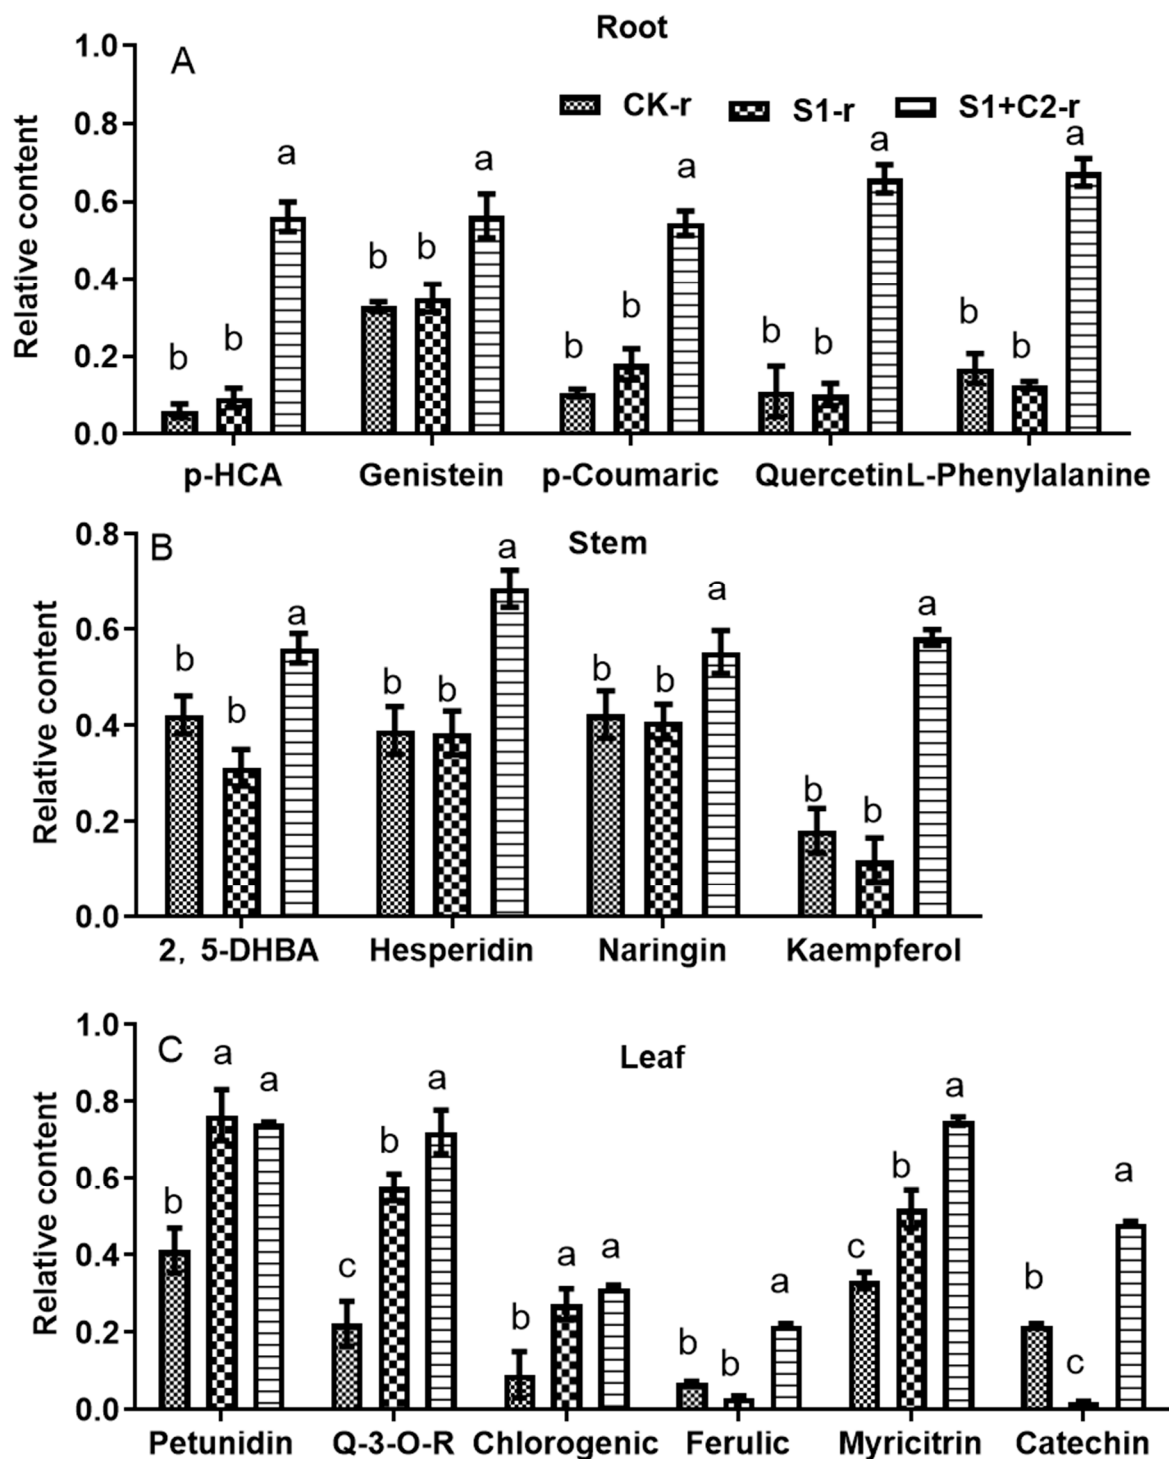 Root
A
CK-r S1-r S1+C2-r
Relative content
1.0
0.8
0.6
0.4
0.2
0.0
b b a b b a b b a b b a b b a
p-HCA Genistein p-Coumaric Quercetin L-Phenylalanine
B
Stem
Relative content
0.8
0.6
0.4
0.2
0.0
b b a b b a b b a b b a
2, 5-DHBA Hesperidin Naringin Kaempferol
C
Leaf
Relative content
1.0
0.8
0.6
0.4
0.2
0.0
b a a c b a b a a b b a c b a b c a
Petunidin Q-3-O-R Chlorogenic Ferulic Myricitrin Catechin